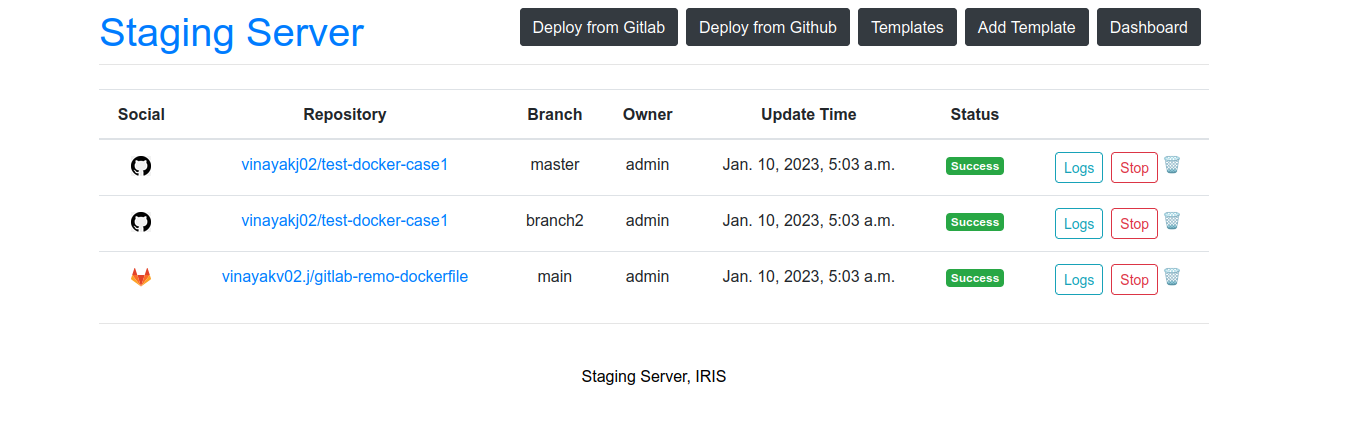 Staging Server
Deploy from Gitlab Deploy from Github Templates Add Template Dashboard
Social Repository Branch Owner Update Time Status
vinayakj02/test-docker-case1 master admin Jan. 10, 2023, 5:03 a.m. Success Logs Stop
vinayakj02/test-docker-case1 branch2 admin Jan. 10, 2023, 5:03 a.m. Success Logs Stop
vinayakv02.j/gitlab-remo-dockerfile main admin Jan. 10, 2023, 5:03 a.m. Success Logs Stop
Staging Server, IRIS